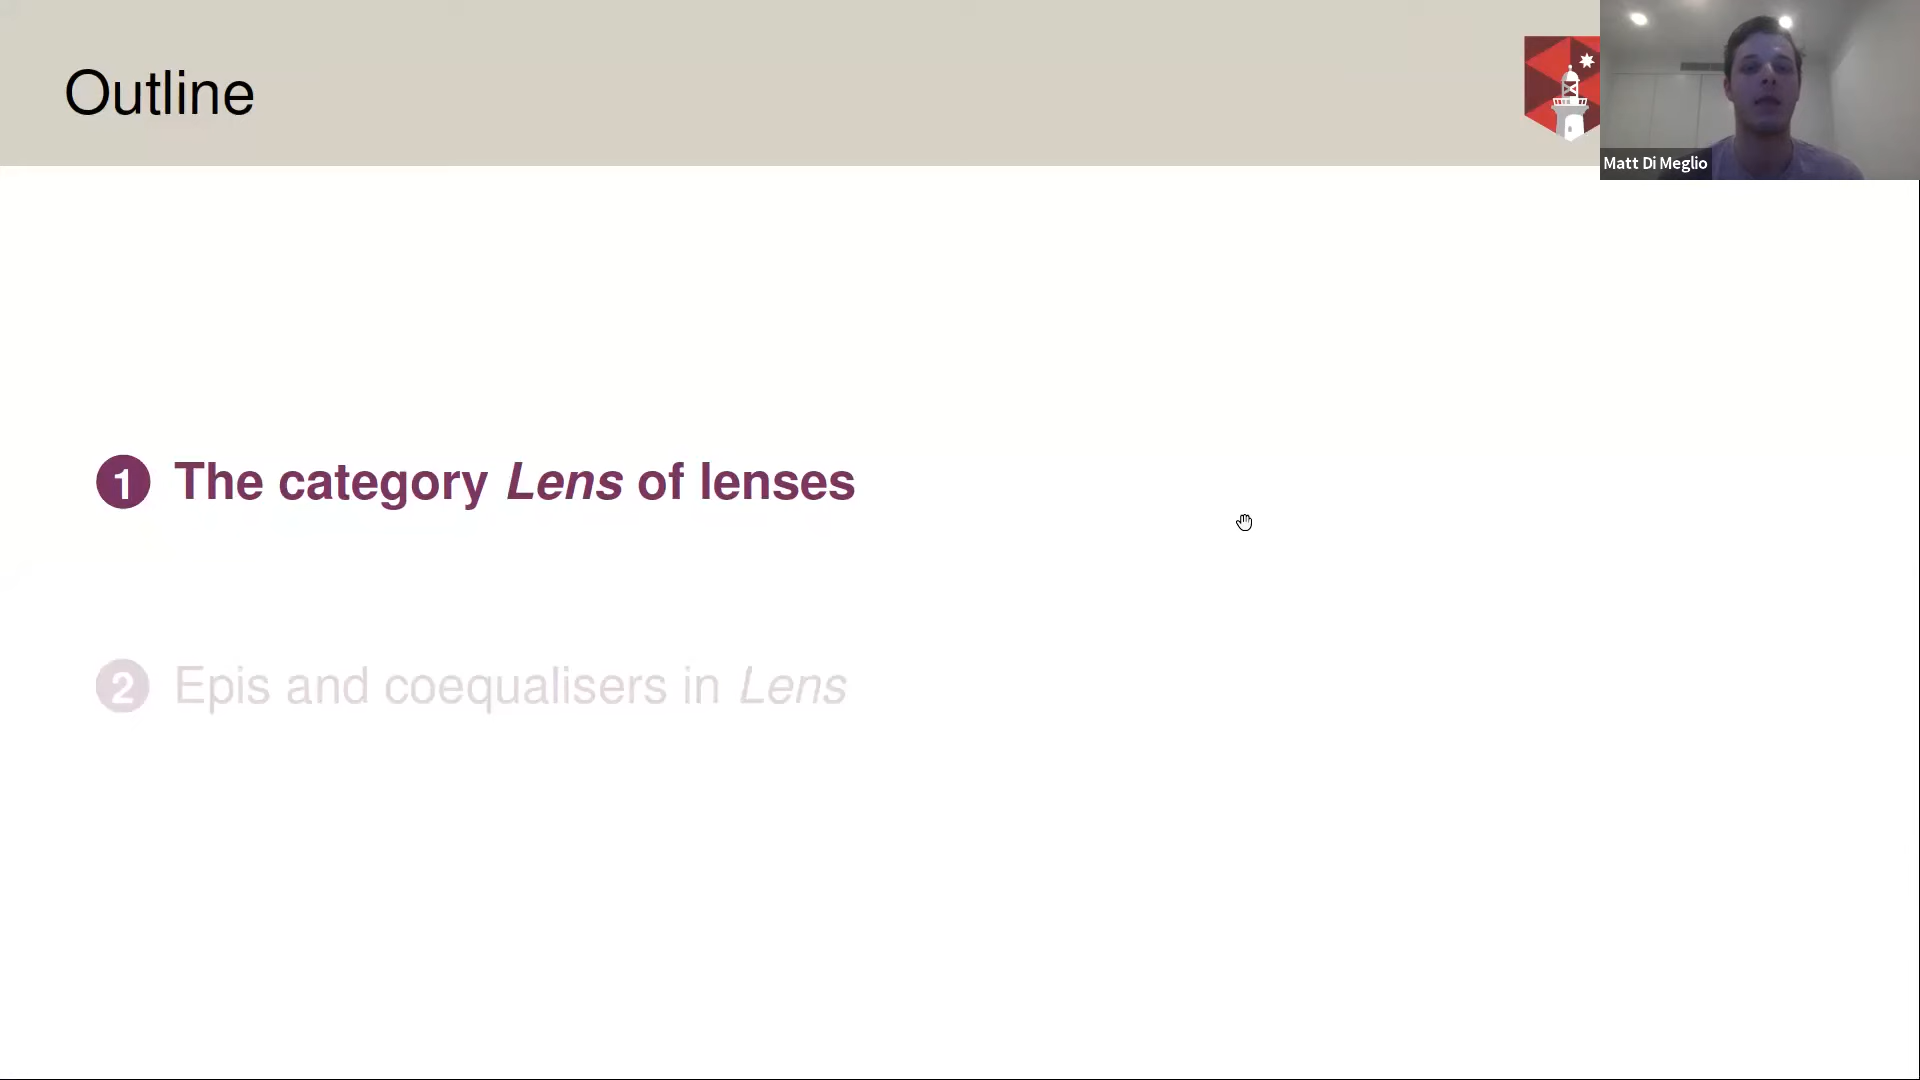 Outline
Matt Di Meglio
1 The category Lens of lenses
2 Epis and coequalisers in Lens